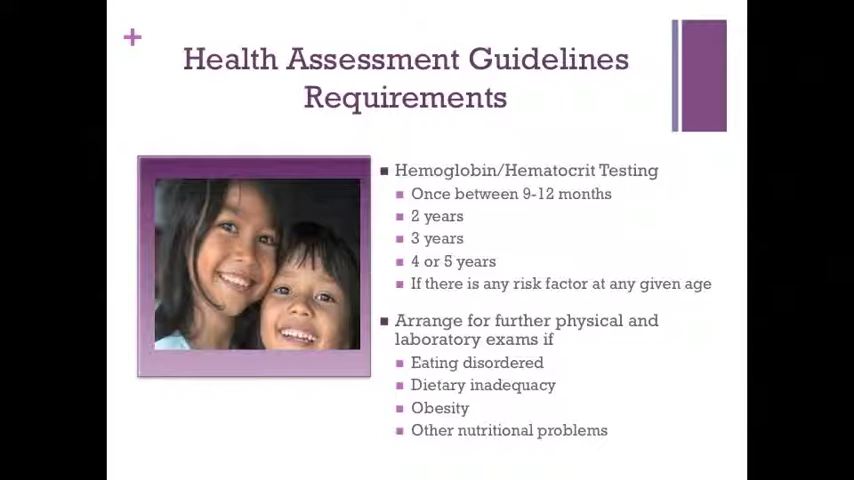 +
Health Assessment Guidelines
Requirements
Hemoglobin/Hematocrit Testing
Once between 9-12 months
2 years
3 years
4 or 5 years
If there is any risk factor at any given age
Arrange for further physical and
laboratory exams if
Eating disordered
Dietary inadequacy
Obesity
Other nutritional problems